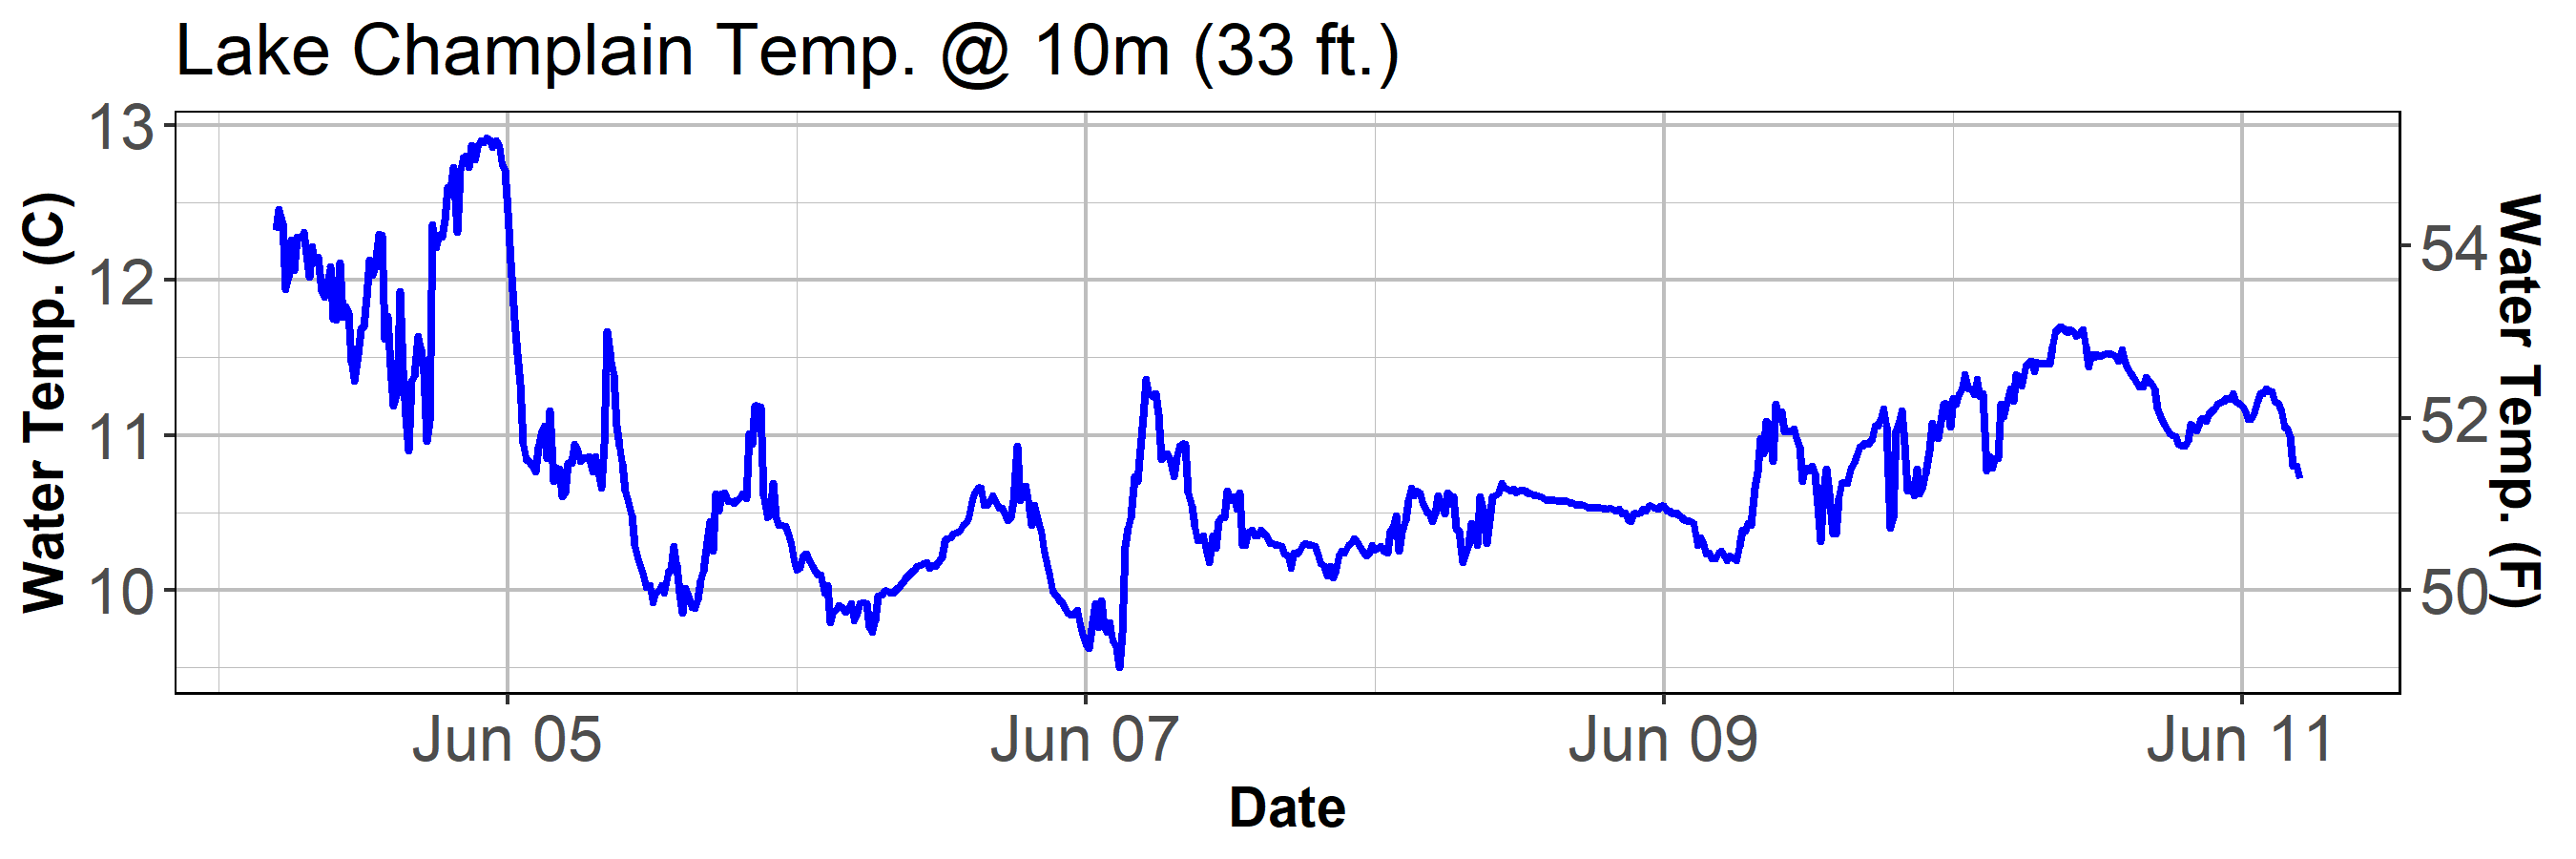 Lake Champlain Temp. @ 10m (33 ft.)
Water Temp. (C)
13
12
11
10
54
52
50
Water Temp. (F)
Jun 05 Jun 07 Jun 09 Jun 11
Date